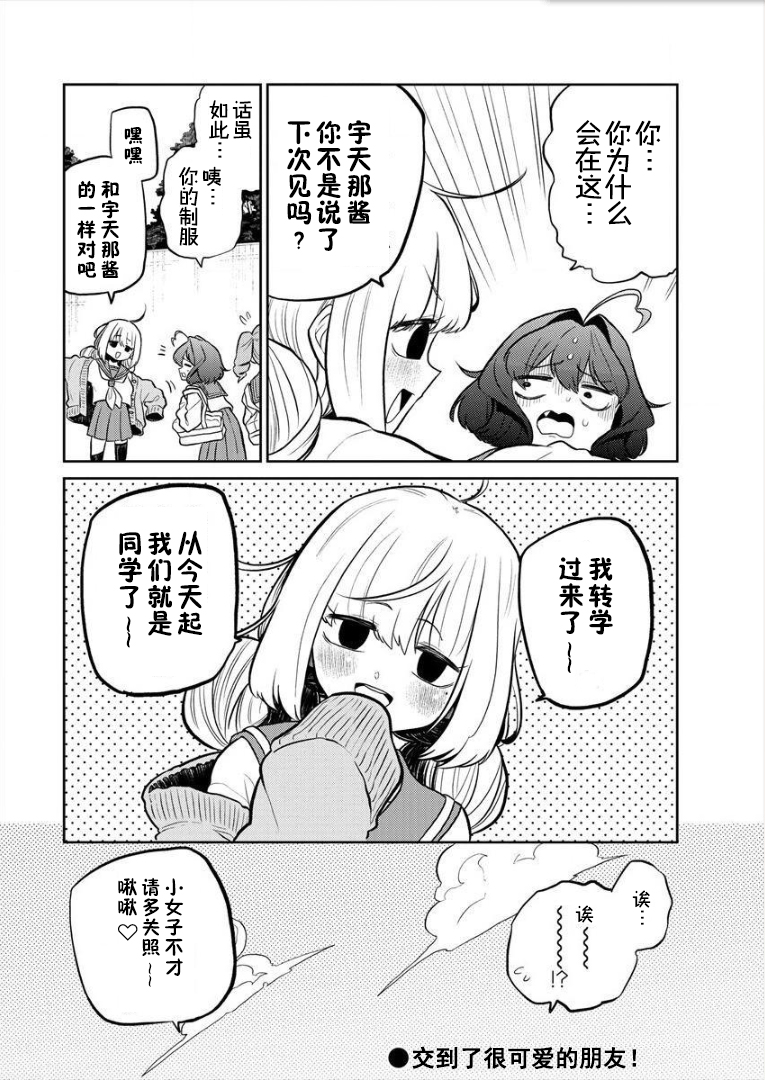 你…
你为什么
会在这…
宇天那酱
你不是说了
下次见吗？
话虽
如此…
咦…
你的制服
嘿嘿
和宇天那酱
的一样对吧
我转学
过来了～
从今天起
我们就是
同学了～
诶…
诶～～～～
!?
小女子不才
请多关照～
啾啾♡
●交到了很可爱的朋友！